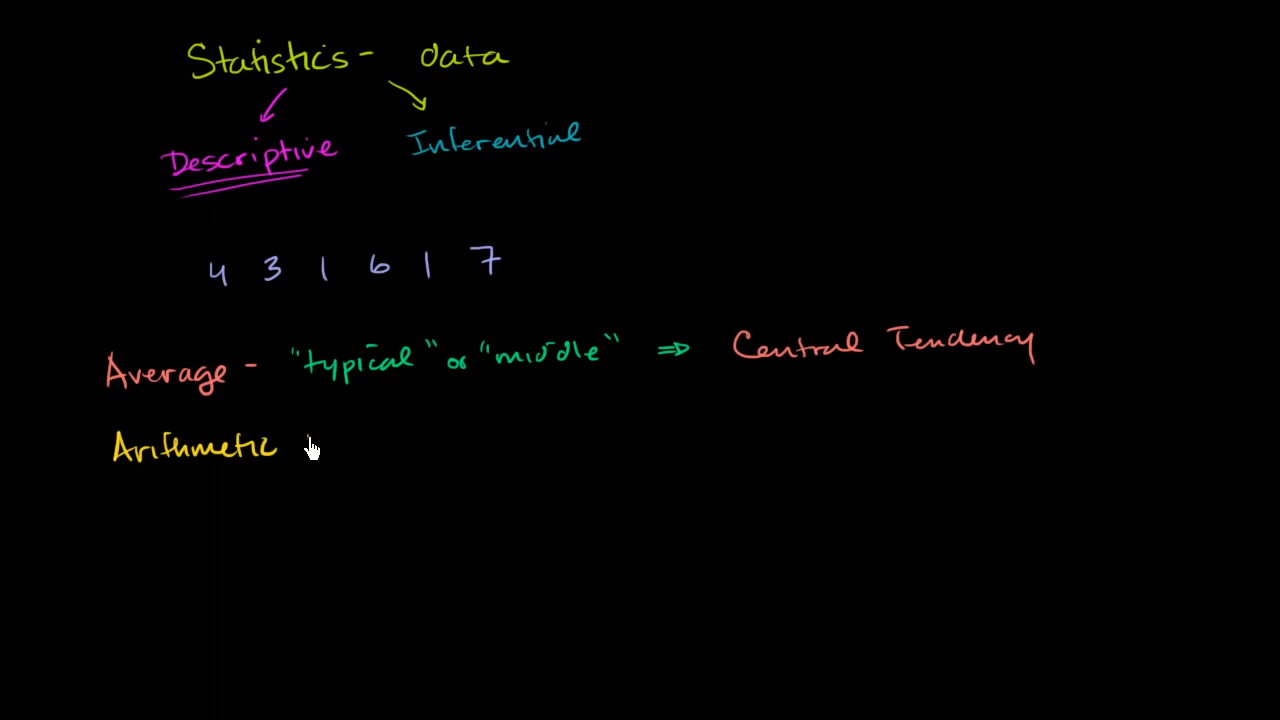 Statistics - data
Descriptive Inferential
4 3 1 6 1 7
Average - "typical" or "middle" ⇒ Central Tendency
Arithmetic